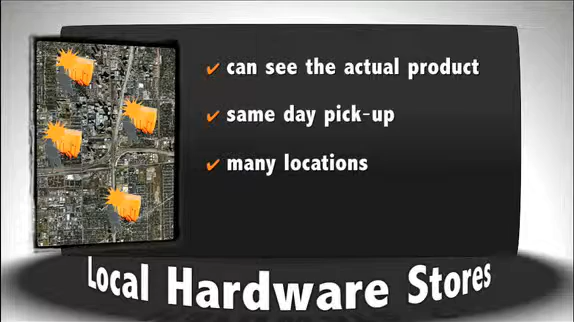 can see the actual product
same day pick-up
many locations
Local Hardware Stores